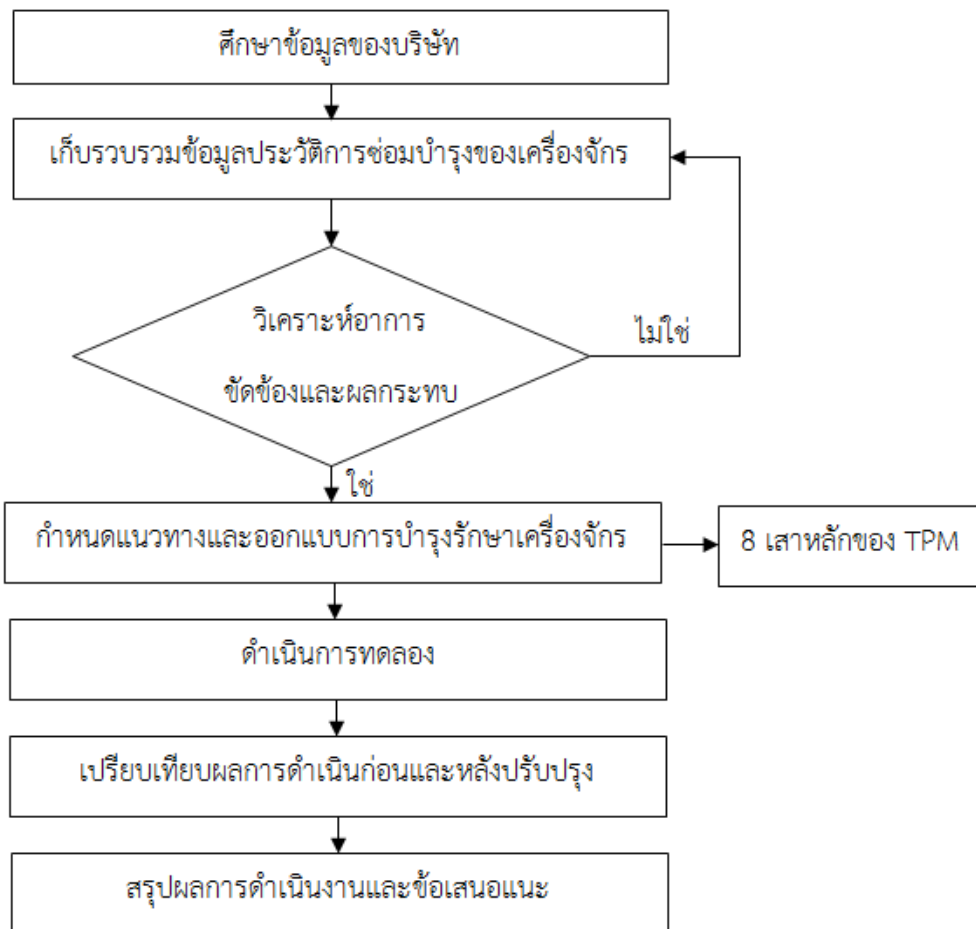 ศึกษาข้อมูลของบริษัท
เก็บรวบรวมข้อมูลประวัติการซ่อมบำรุงของเครื่องจักร
วิเคราะห์อาการ
ขัดข้องและผลกระทบ
ไม่ใช่
ใช่
กำหนดแนวทางและออกแบบการบำรุงรักษาเครื่องจักร
8 เสาหลักของ TPM
ดำเนินการทดลอง
เปรียบเทียบผลการดำเนินก่อนและหลังปรับปรุง
สรุปผลการดำเนินงานและข้อเสนอแนะ